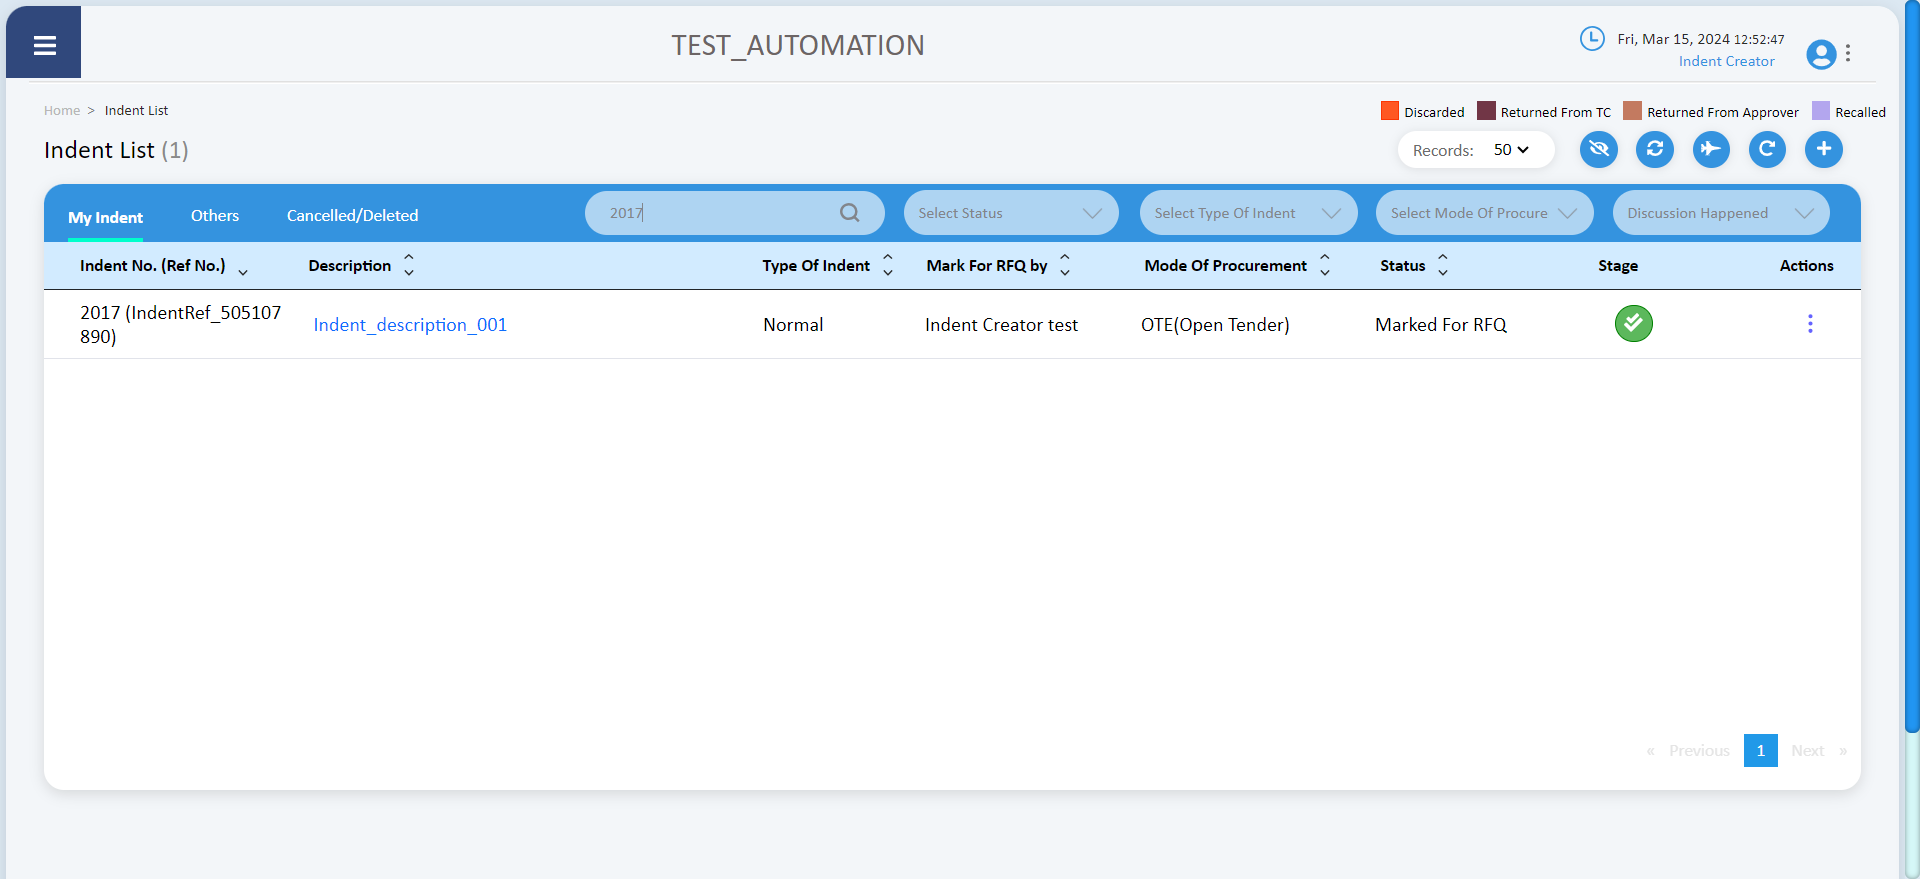 TEST_AUTOMATION
Fri, Mar 15, 2024 12:52:47
Indent Creator
Home > Indent List
Discarded Returned From TC Returned From Approver Recalled
Indent List (1)
Records: 50
My Indent Others Cancelled/Deleted 2017 Select Status Select Type Of Indent Select Mode Of Procure Discussion Happened
Indent No. (Ref No.) Description Type Of Indent Mark For RFQ by Mode Of Procurement Status Stage Actions
2017 (IndentRef_505107
890) Indent_description_001 Normal Indent Creator test OTE(Open Tender) Marked For RFQ
« Previous 1 Next »